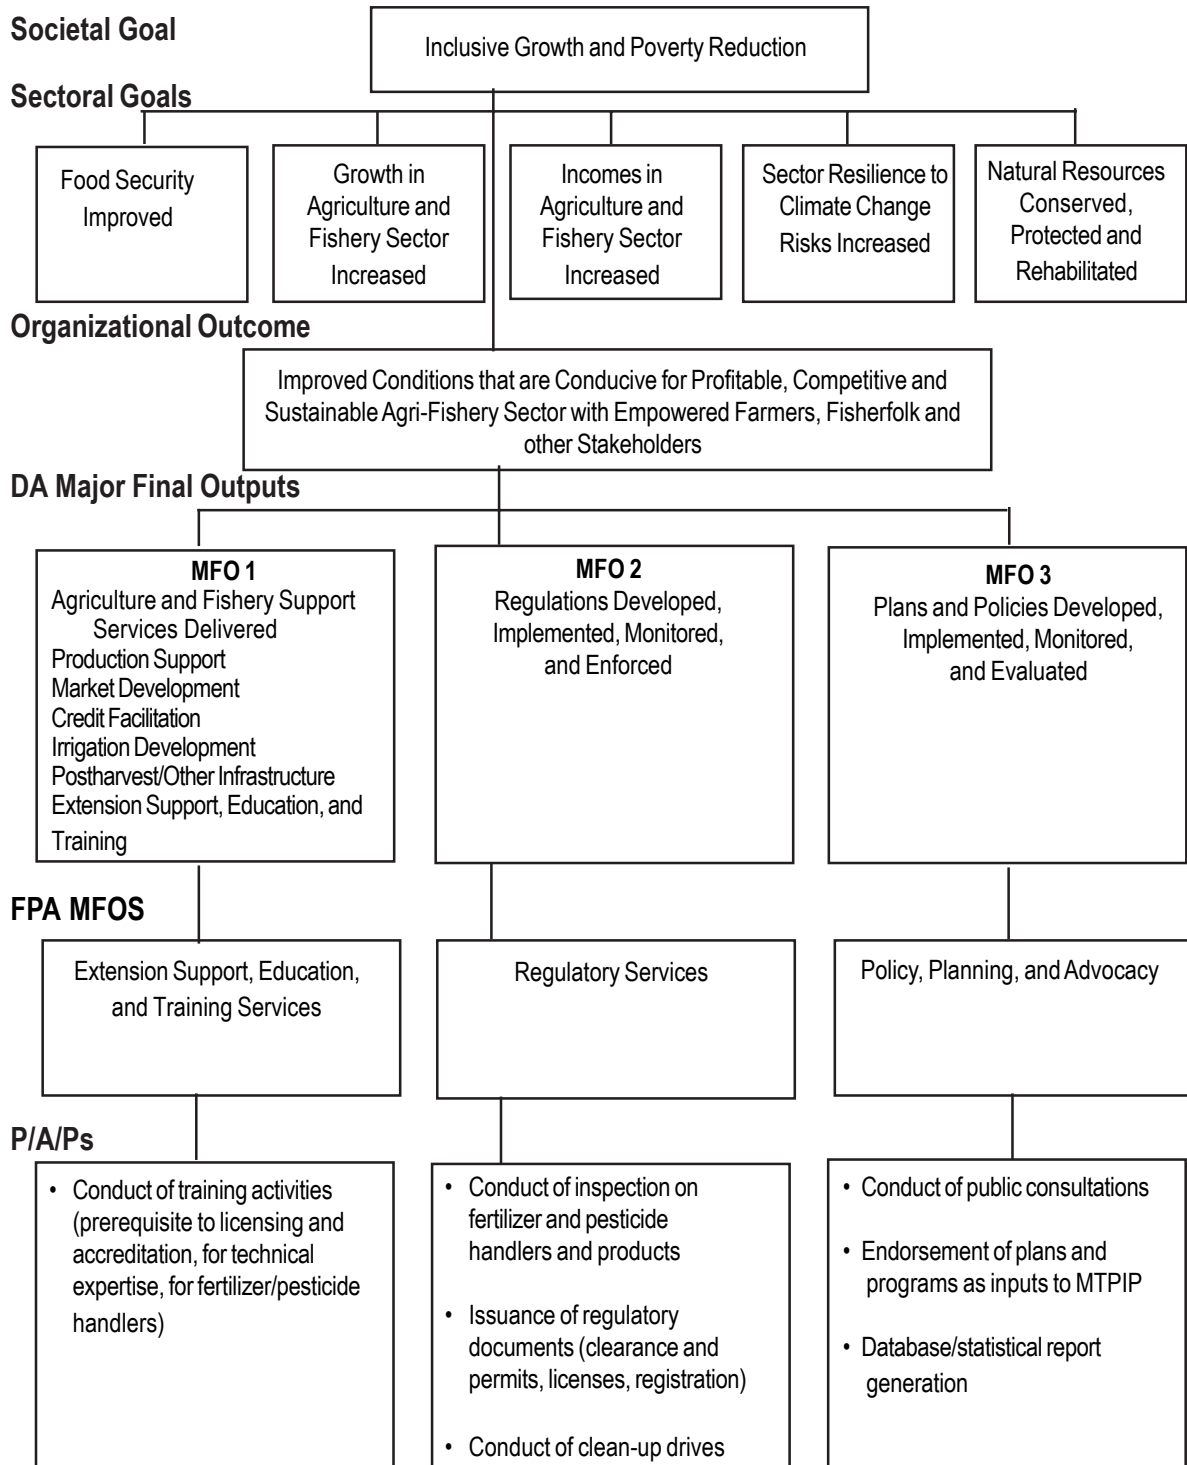 Societal Goal
Inclusive Growth and Poverty Reduction
Sectoral Goals
Food Security
Improved
Growth in
Agriculture and
Fishery Sector
Increased
Incomes in
Agriculture and
Fishery Sector
Increased
Sector Resilience to
Climate Change
Risks Increased
Natural Resources
Conserved,
Protected and
Rehabilitated
Organizational Outcome
Improved Conditions that are Conducive for Profitable, Competitive and
Sustainable Agri-Fishery Sector with Empowered Farmers, Fisherfolk and
other Stakeholders
DA Major Final Outputs
MFO 1
Agriculture and Fishery Support
Services Delivered
Production Support
Market Development
Credit Facilitation
Irrigation Development
Postharvest/Other Infrastructure
Extension Support, Education, and
Training
MFO 2
Regulations Developed,
Implemented, Monitored,
and Enforced
MFO 3
Plans and Policies Developed,
Implemented, Monitored,
and Evaluated
FPA MFOS
Extension Support, Education,
and Training Services
Regulatory Services
Policy, Planning, and Advocacy
P/A/Ps
• Conduct of training activities
(prerequisite to licensing and
accreditation, for technical
expertise, for fertilizer/pesticide
handlers)
• Conduct of inspection on
fertilizer and pesticide
handlers and products
• Issuance of regulatory
documents (clearance and
permits, licenses, registration)
• Conduct of clean-up drives
• Conduct of public consultations
• Endorsement of plans and
programs as inputs to MTPIP
• Database/statistical report
generation